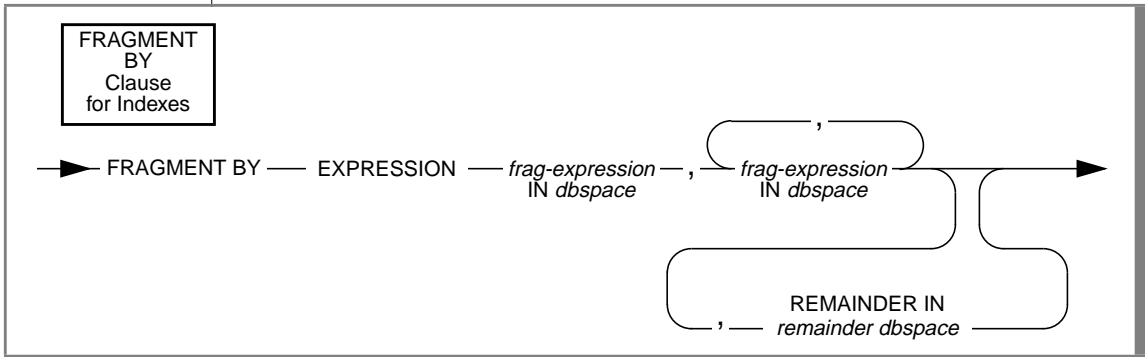 FRAGMENT
BY
Clause
for Indexes
,
FRAGMENT BY EXPRESSION frag-expression , frag-expression
IN dbspace IN dbspace
REMAINDER IN
, remainder dbspace